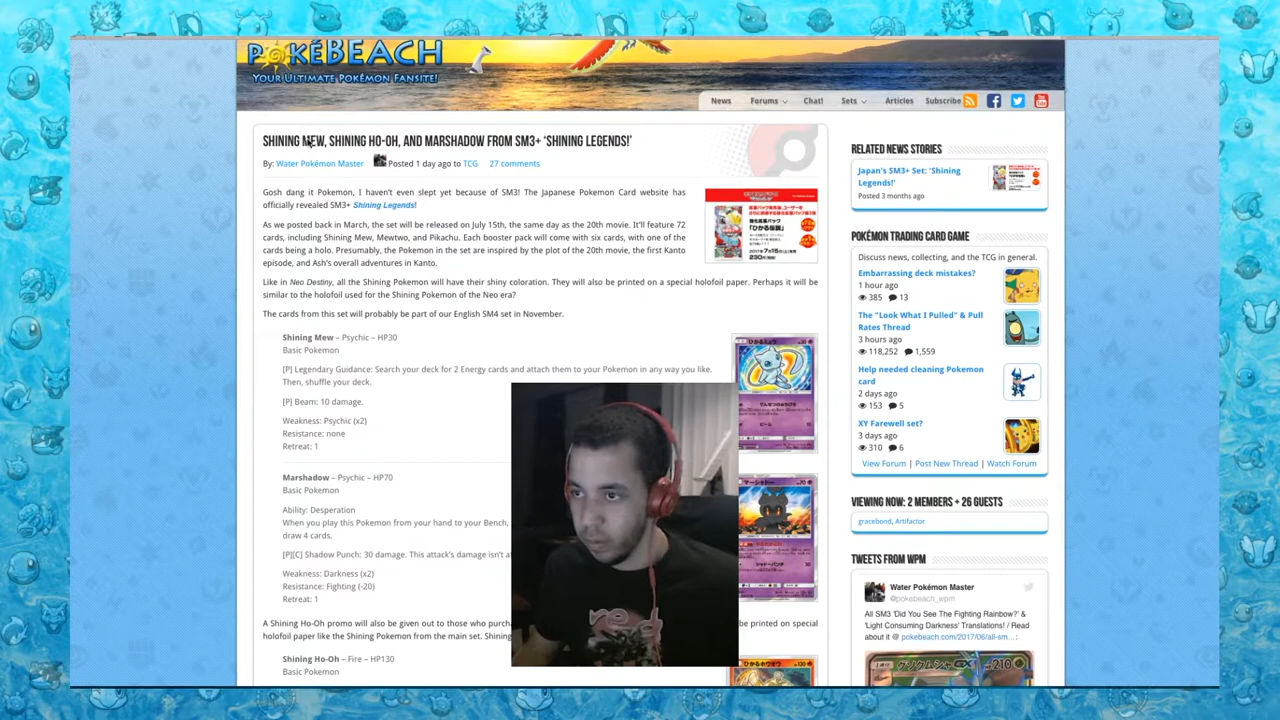 POKÉBEACH
YOUR ULTIMATE POKÉMON FANSITE!
News Forums Chat! Sets Articles Subscribe
SHINING MEW, SHINING HO-OH, AND MARSHADOW FROM SM3+ 'SHINING LEGENDS!'
By: Water Pokémon Master Posted 1 day ago to TCG 27 comments
Gosh dang it Pokemon, I haven't even slept yet because of SM3! The Japanese Pokemon Card website has
officially revealed SM3+ Shining Legends!
As we posted back in March, the set will be released on July 15th, the same day as the 20th movie. It'll feature 72
cards, including Shining Mew, Mewtwo, and Pikachu. Each booster pack will come with six cards, with one of the
cards being a holo. Presumably, the Pokemon in the set are inspired by the plot of the 20th movie, the first Kanto
episode, and Ash's overall adventures in Kanto.
Like in Neo Destiny, all the Shining Pokemon will have their shiny coloration. They will also be printed on a special holofoil paper. Perhaps it will be
similar to the holofoil used for the Shining Pokemon of the Neo era?
The cards from this set will probably be part of our English SM4 set in November.
Shining Mew – Psychic – HP30
Basic Pokemon
[P] Legendary Guidance: Search your deck for 2 Energy cards and attach them to your Pokemon in any way you like.
Then, shuffle your deck.
[P] Beam: 10 damage.
Weakness: Psychic (x2)
Resistance: none
Retreat: 1
Marshadow – Psychic – HP70
Basic Pokemon
Ability: Desperation
When you play this Pokemon from your hand to your Bench,
draw 4 cards.
[P][C] Shadow Punch: 30 damage. This attack's damage isn't
Weakness: Darkness (x2)
Resistance: Fighting (-20)
Retreat: 1
A Shining Ho-Oh promo will also be given out to those who be printed on special
holofoil paper like the Shining Pokemon from the main set. Shining
Shining Ho-Oh – Fire – HP130
Basic Pokemon
red
RELATED NEWS STORIES
Japan's SM3+ Set: 'Shining
Legends!'
Posted 3 months ago
POKÉMON TRADING CARD GAME
Discuss news, collecting, and the TCG in general.
Embarrassing deck mistakes?
1 hour ago
385 13
The "Look What I Pulled" & Pull
Rates Thread
3 hours ago
118,252 1,559
Help needed cleaning Pokemon
card
2 days ago
153 5
XY Farewell set?
3 days ago
310 6
View Forum | Post New Thread | Watch Forum
VIEWING NOW: 2 MEMBERS + 26 GUESTS
gracebond, Artifactor
TWEETS FROM WPM
Water Pokémon Master
@pokebeach_wpm
All SM3 'Did You See The Fighting Rainbow?' &
'Light Consuming Darkness' Translations! / Read
about it @ pokebeach.com/2017/06/all-sm…: